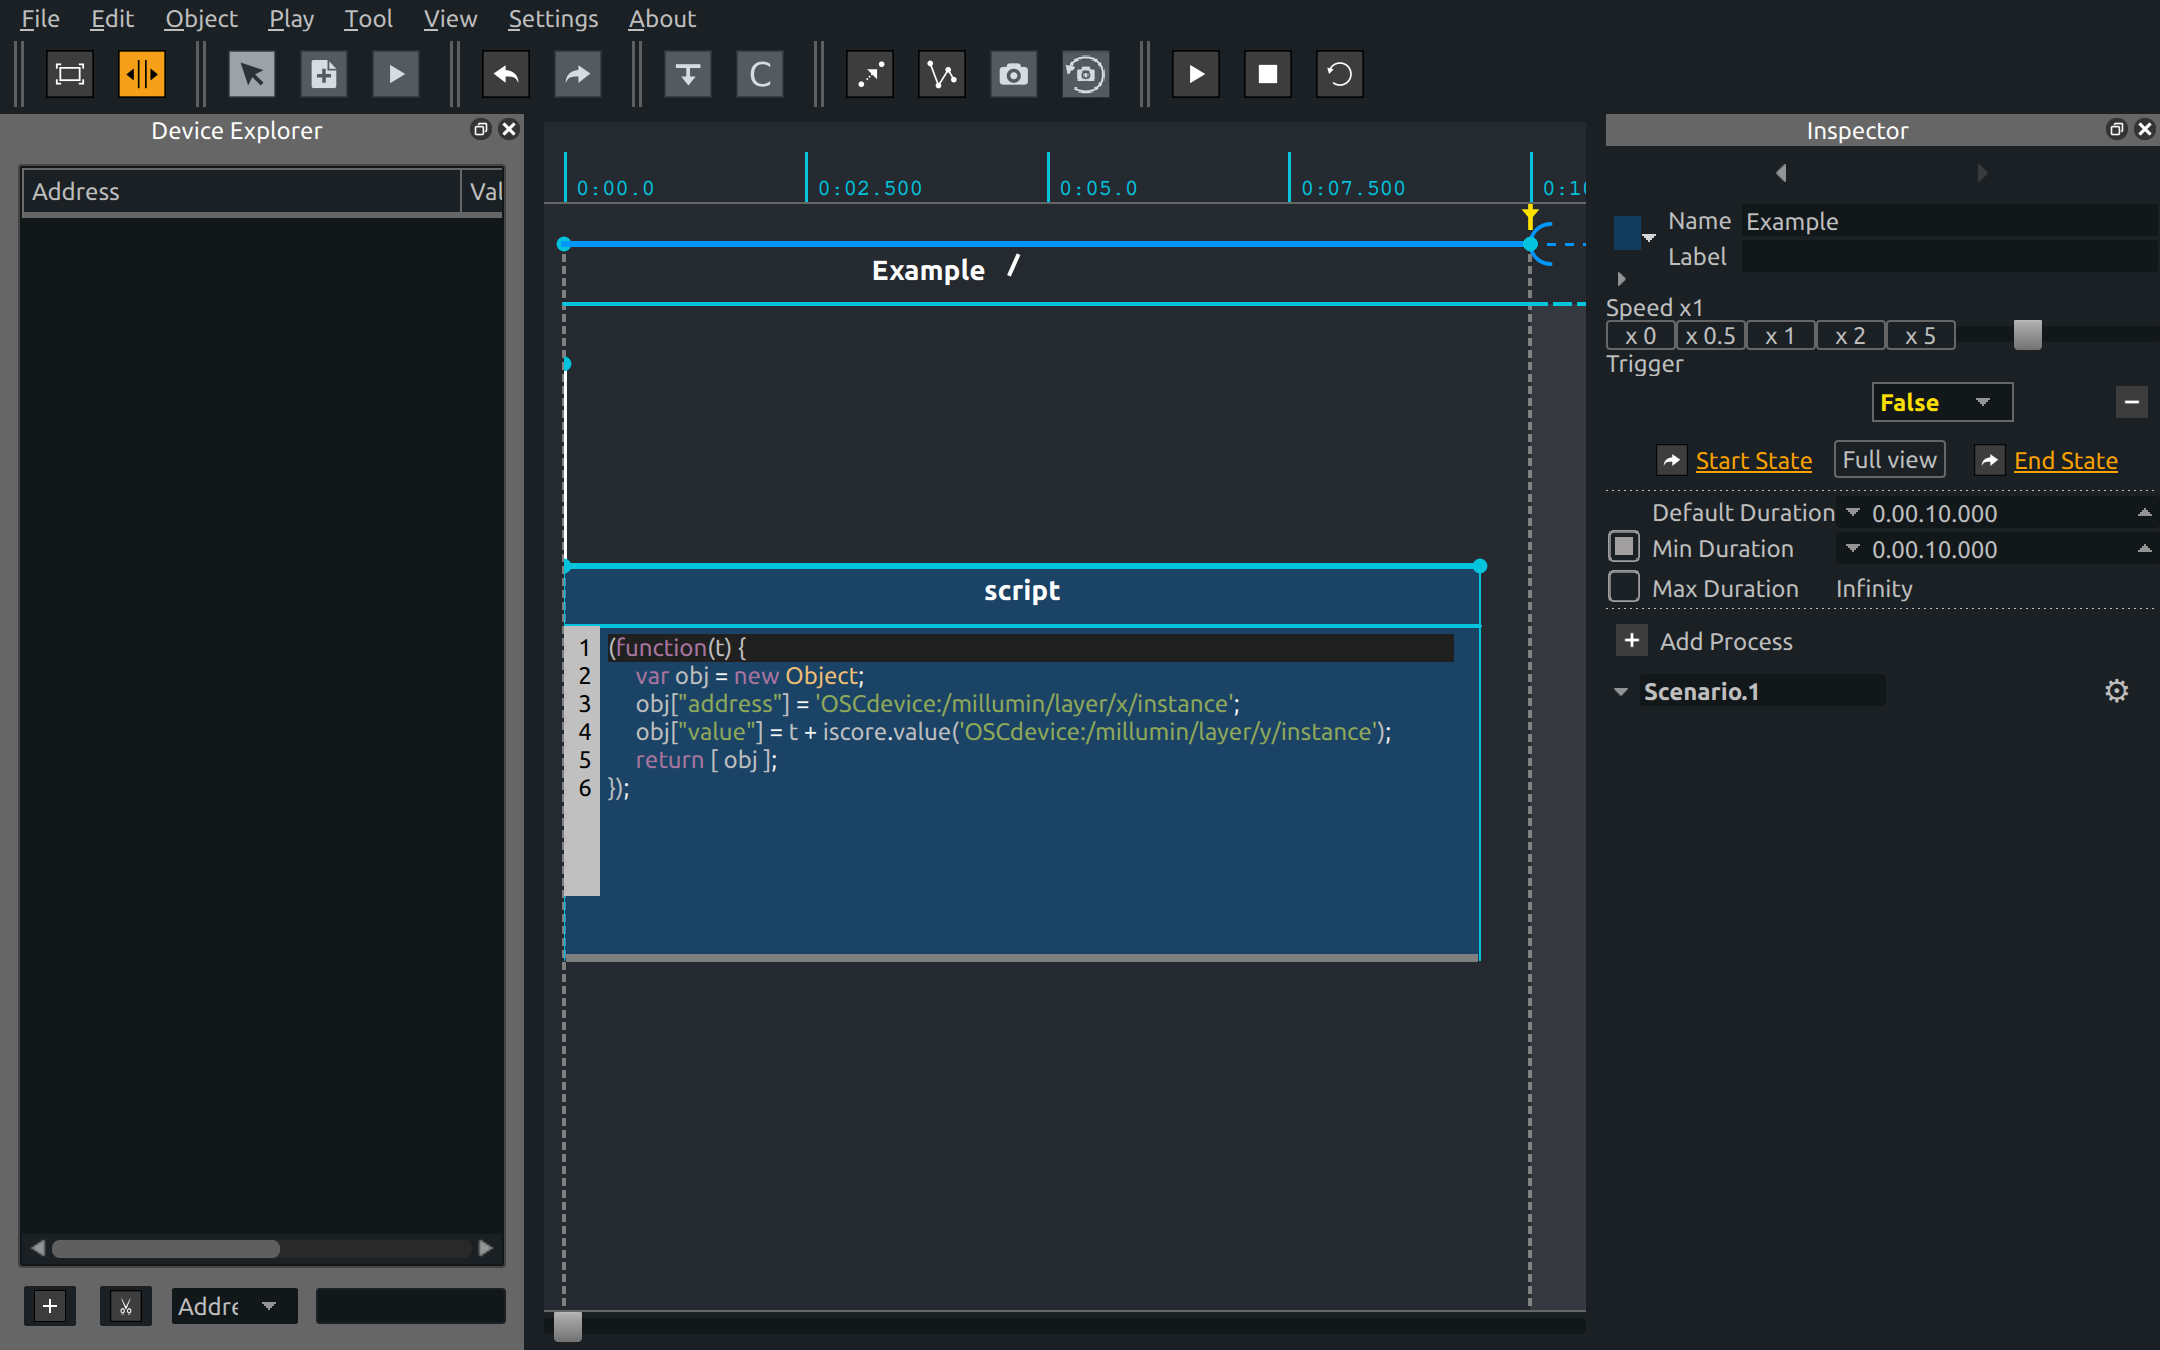 File Edit Object Play Tool View Settings About
C
Device Explorer
Address Val
Addre
0:00.0 0:02.500 0:05.0 0:07.500 0:10
Example /
script
1 (function(t) {
2 var obj = new Object;
3 obj["address"] = 'OSCdevice:/millumin/layer/x/instance';
4 obj["value"] = t + iscore.value('OSCdevice:/millumin/layer/y/instance');
5 return [ obj ];
6 });
Inspector
Name Example
Label
Speed x1
x 0 x 0.5 x 1 x 2 x 5
Trigger
False
Start State Full view End State
Default Duration 0.00.10.000
Min Duration 0.00.10.000
Max Duration Infinity
Add Process
Scenario.1